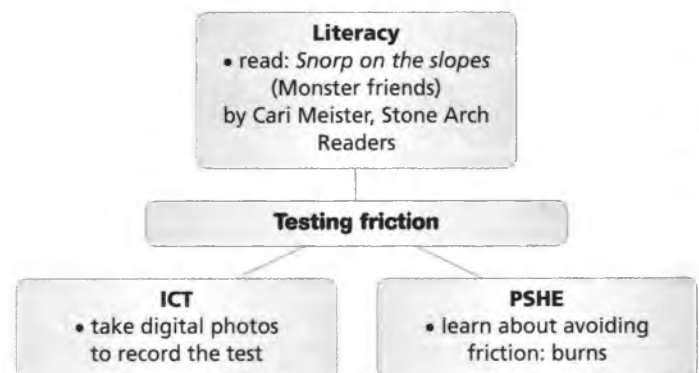 Literacy
• read: Snorp on the slopes
(Monster friends)
by Cari Meister, Stone Arch
Readers
Testing friction
ICT
• take digital photos
to record the test
PSHE
• learn about avoiding
friction: burns